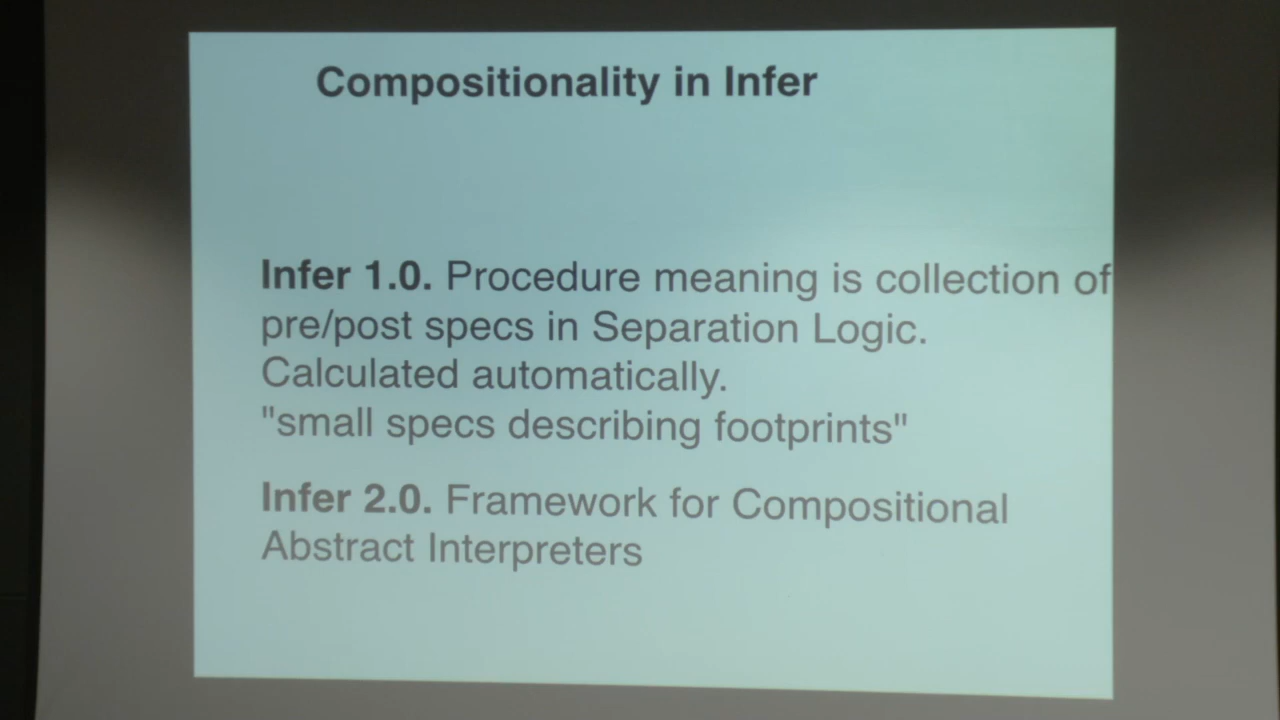 Compositionality in Infer
Infer 1.0. Procedure meaning is collection of
pre/post specs in Separation Logic.
Calculated automatically.
"small specs describing footprints"
Infer 2.0. Framework for Compositional
Abstract Interpreters